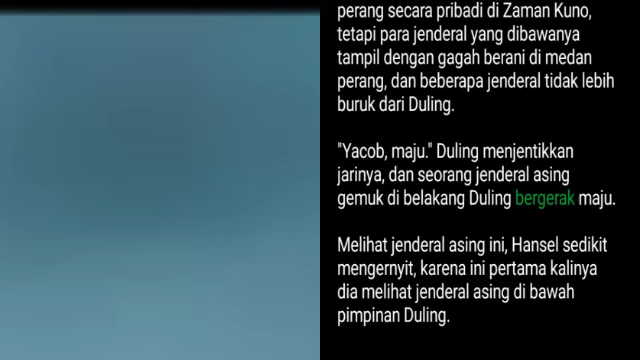 perang secara pribadi di Zaman Kuno,
tetapi para jenderal yang dibawanya
tampil dengan gagah berani di medan
perang, dan beberapa jenderal tidak lebih
buruk dari Duling.
"Yacob, maju." Duling menjentikkan
jarinya, dan seorang jenderal asing
gemuk di belakang Duling bergerak maju.
Melihat jenderal asing ini, Hansel sedikit
mengernyit, karena ini pertama kalinya
dia melihat jenderal asing di bawah
pimpinan Duling.